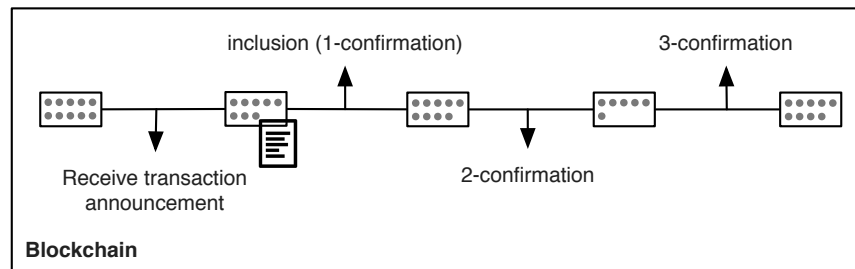 inclusion (1-confirmation)
3-confirmation
Receive transaction
announcement
2-confirmation
Blockchain